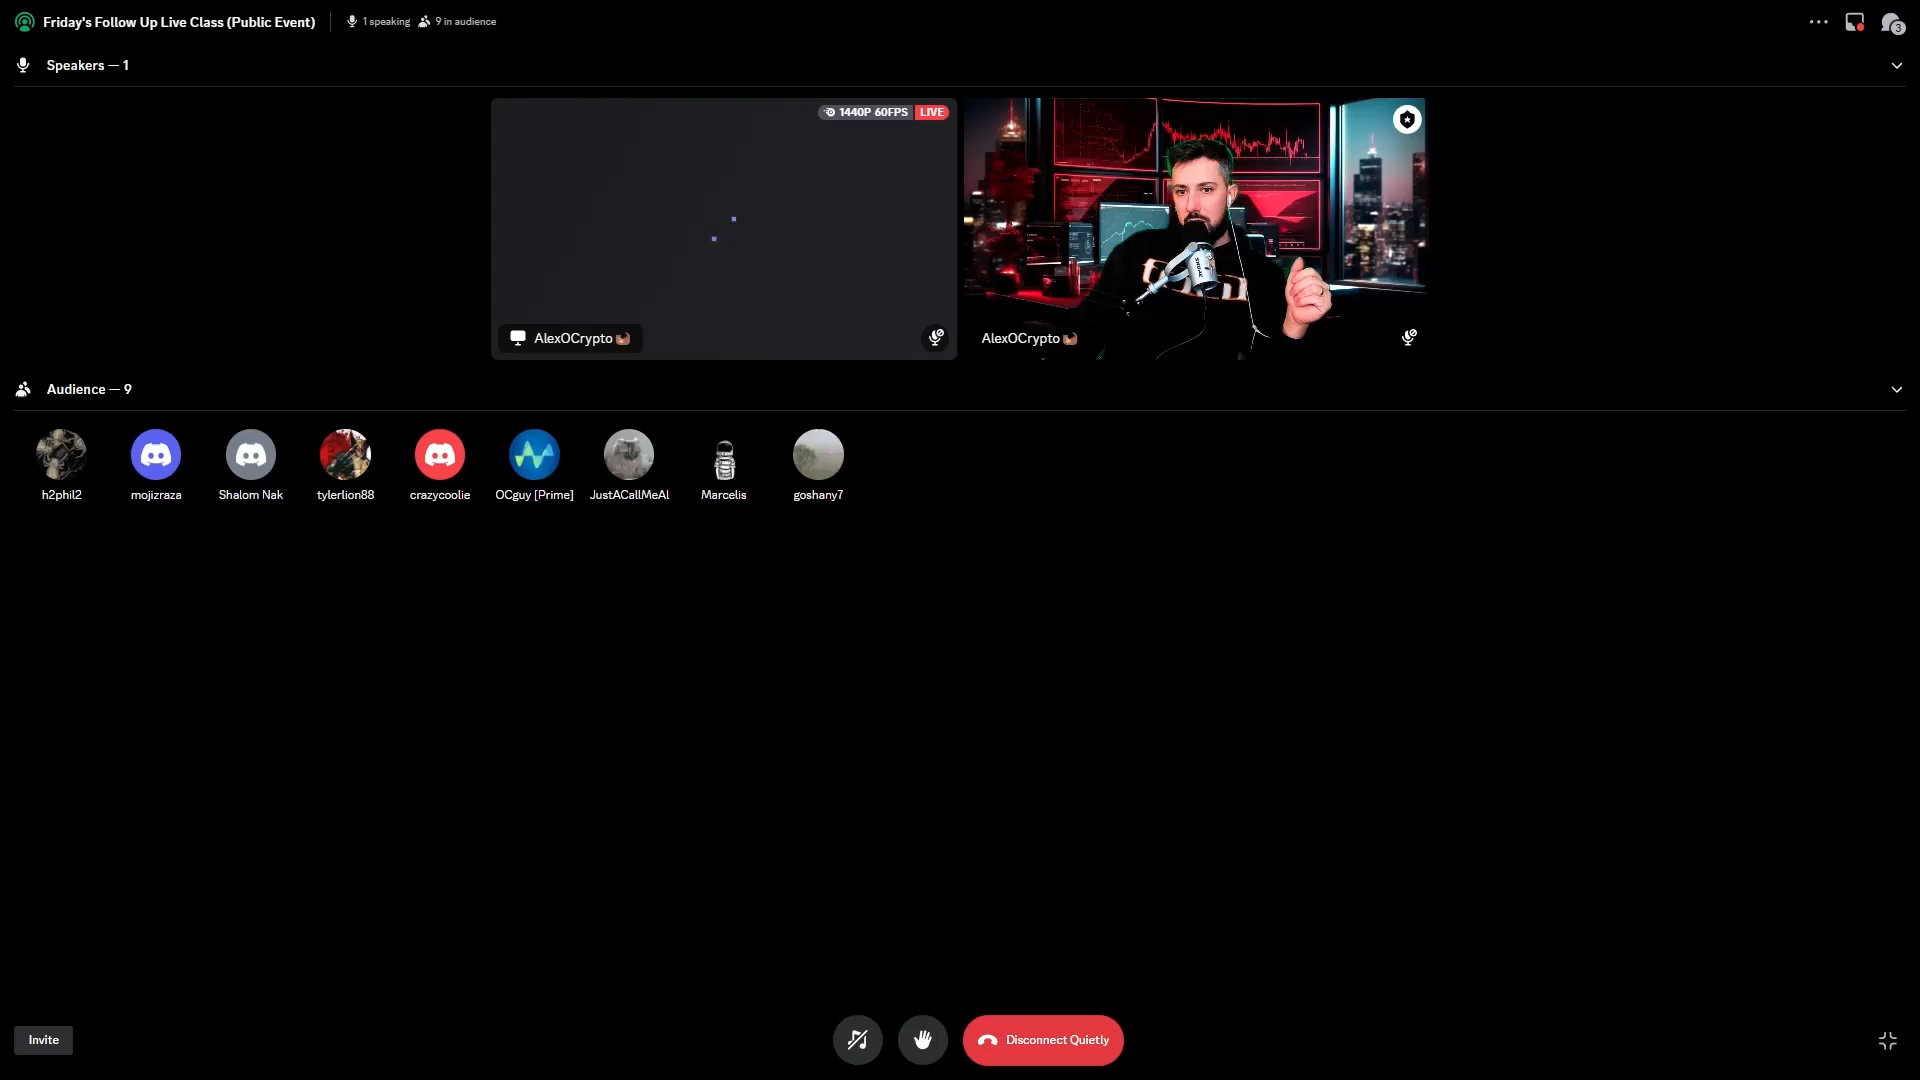 Friday's Follow Up Live Class (Public Event)
1 speaking
9 in audience
3
Speakers — 1
1440P 60FPS
LIVE
AlexOCrypto
AlexOCrypto
Audience — 9
h2phil2
mojizraza
Shalom Nak
tylerlion88
crazycoolie
OCguy [Prime]
JustACallMeAl
Marcelis
goshany7
Invite
Disconnect Quietly